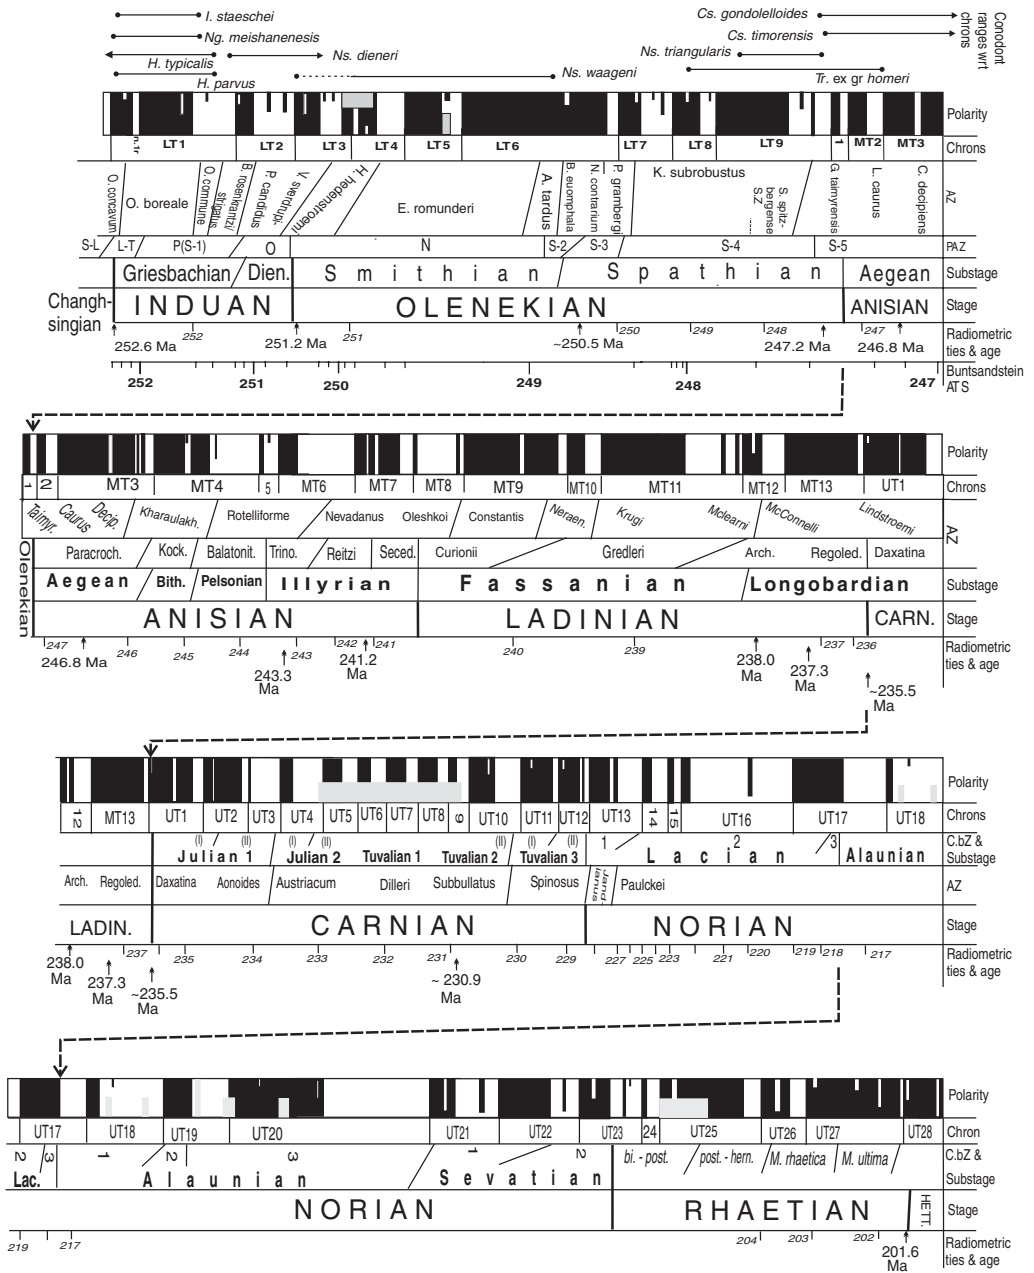 I. staeschei
Ng. meishanenesis
H. typicalis
H. parvus
Ns. dieneri
Ns. waageni
Cs. gondolelloides
Cs. timorensis
Ns. triangularis
Tr. ex gr homeri
Conodont ranges wrt chrons
Polarity
n.1r LT1 LT2 LT3 LT4 LT5 LT6 LT7 LT8 LT9 1 MT2 MT3 Chrons
O. concavum O. boreale O. commune strigatus B. rosenkrantzi/ P. candidus V. sverdrupi- H. hedenstroemi E. romunderi A. tardus B. euomphala N. contrarium P. grambergi K. subrobustus S. spitz-bergense S.Z G. taimyrensis L. caurus C. decipiens AZ
S-L L-T P(S-1) O N S-2 S-3 S-4 S-5 PAZ
Griesbachian Dien. Smithian Spathian Aegean Substage
Changh-singian INDUAN OLENEKIAN ANISIAN Stage
252 251 250 249 248 247 Radiometric
252.6 Ma 251.2 Ma ~250.5 Ma 247.2 Ma 246.8 Ma ties & age
Buntsandstein
252 251 250 249 248 247 ATS
Polarity
1 2 MT3 MT4 5 MT6 MT7 MT8 MT9 MT10 MT11 MT12 MT13 UT1 Chrons
Taimyr. Caurus Decip. Kharaulakh. Rotelliforme Nevadanus Oleshkoi Constantis Neraen. Krugi Mclearni McConnelli Lindstroemi AZ
Olenekian Paracroch. Kock. Balatonit. Trino. Reitzi Seced. Curionii Gredleri Arch. Regoled. Daxatina
Aegean Bith. Pelsonian Illyrian Fassanian Longobardian Substage
ANISIAN LADINIAN CARN. Stage
247 246 245 244 243 242 241 240 239 237 236 Radiometric
ties & age
246.8 Ma 243.3 Ma 241.2 Ma 238.0 Ma 237.3 Ma ~235.5 Ma
Polarity
12 MT13 UT1 UT2 UT3 UT4 UT5 UT6 UT7 UT8 9 UT10 UT11 UT12 UT13 14 15 UT16 UT17 UT18 Chrons
(I) (II) (I) (II) (II) (I) (II) 1 2 3 C.bZ &
Julian 1 Julian 2 Tuvalian 1 Tuvalian 2 Tuvalian 3 Lacian Alaunian Substage
Arch. Regoled. Daxatina Aonoides Austriacum Dilleri Subbullatus Spinosus Jand-ianus Paulckei AZ
LADIN. CARNIAN NORIAN Stage
237 235 234 233 232 231 230 229 227 225 223 221 220 219 218 217 Radiometric
ties & age
238.0 Ma 237.3 Ma ~235.5 Ma ~ 230.9 Ma
Polarity
UT17 UT18 UT19 UT20 UT21 UT22 UT23 24 UT25 UT26 UT27 UT28 Chron
2 3 1 2 3 1 2 bi. - post. post. - hern. M. rhaetica M. ultima C.bZ &
Lac. Alaunian Sevatian Substage
NORIAN RHAETIAN HETT. Stage
219 217 204 203 202 Radiometric
201.6 Ma ties & age